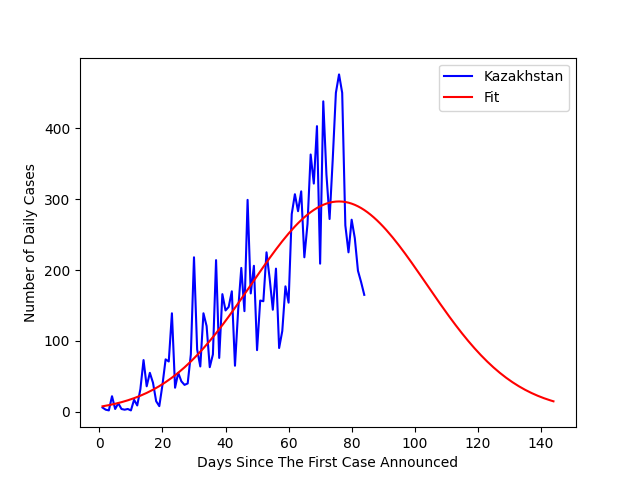 Kazakhstan
Fit
Number of Daily Cases
400
300
200
100
0
0 20 40 60 80 100 120 140
Days Since The First Case Announced